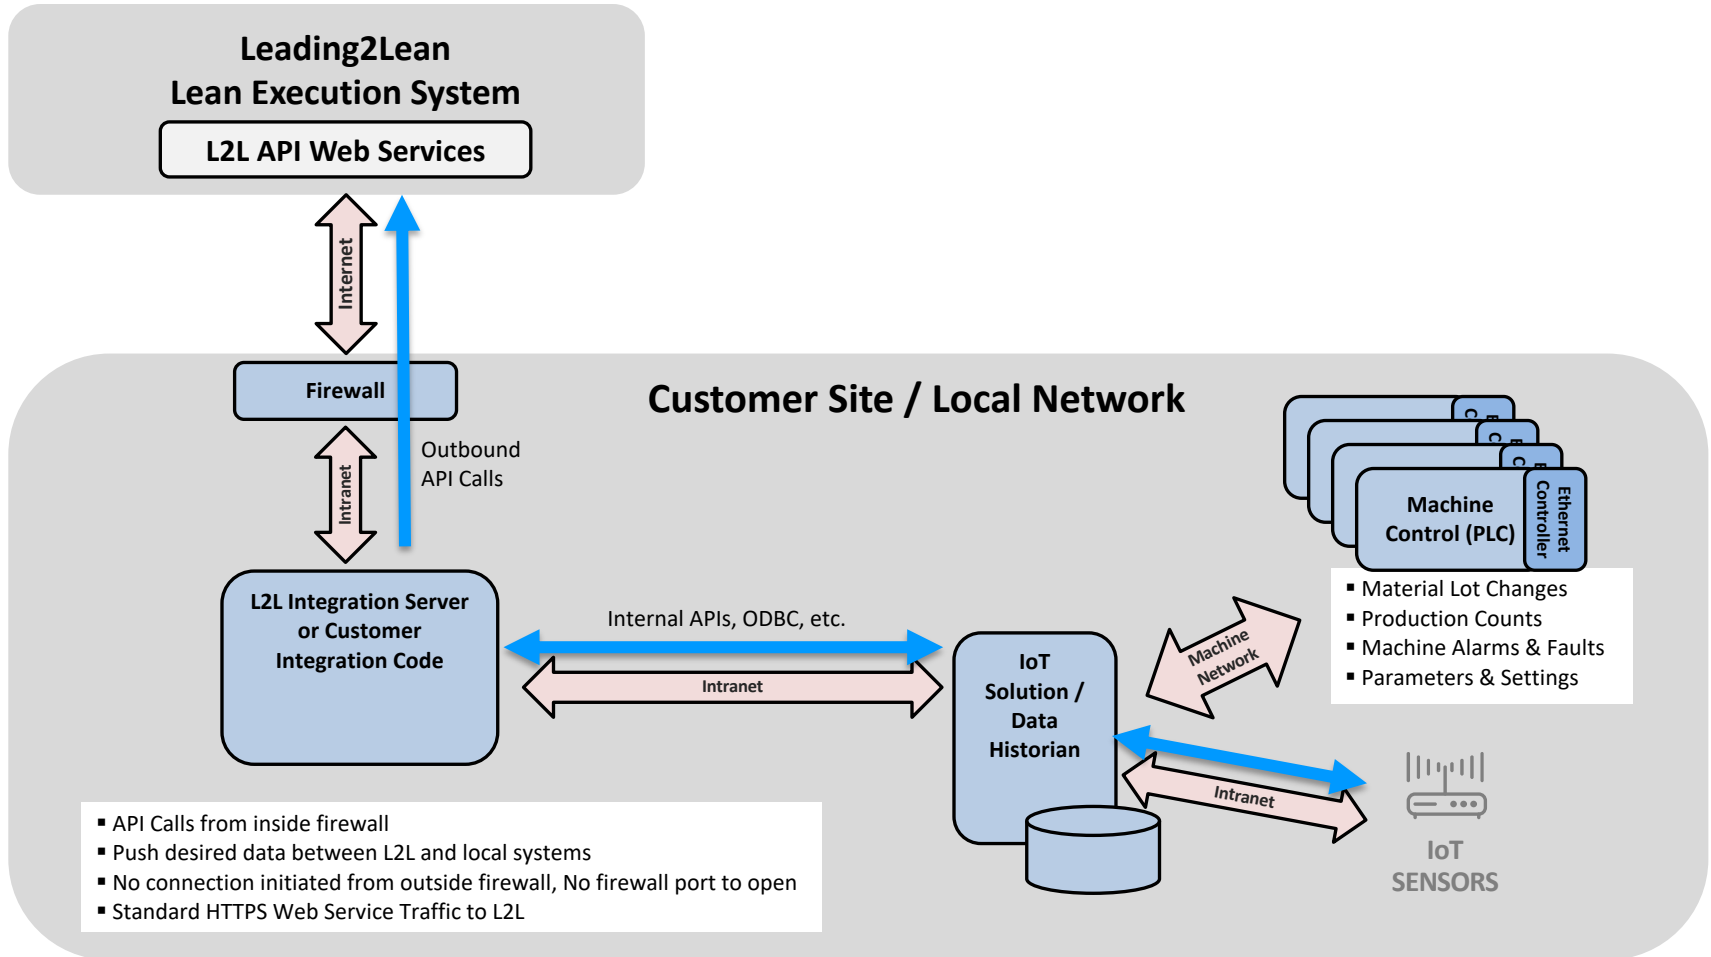 Leading2Lean
Lean Execution System
L2L API Web Services
Internet
Firewall
Customer Site / Local Network
Outbound
API Calls
Intranet
Ethernet
Controller
Machine
Control (PLC)
▪ Material Lot Changes
▪ Production Counts
▪ Machine Alarms & Faults
▪ Parameters & Settings
L2L Integration Server
or Customer
Integration Code
Internal APIs, ODBC, etc.
Intranet
Machine
Network
IoT
Solution /
Data
Historian
Intranet
IoT
SENSORS
▪ API Calls from inside firewall
▪ Push desired data between L2L and local systems
▪ No connection initiated from outside firewall, No firewall port to open
▪ Standard HTTPS Web Service Traffic to L2L